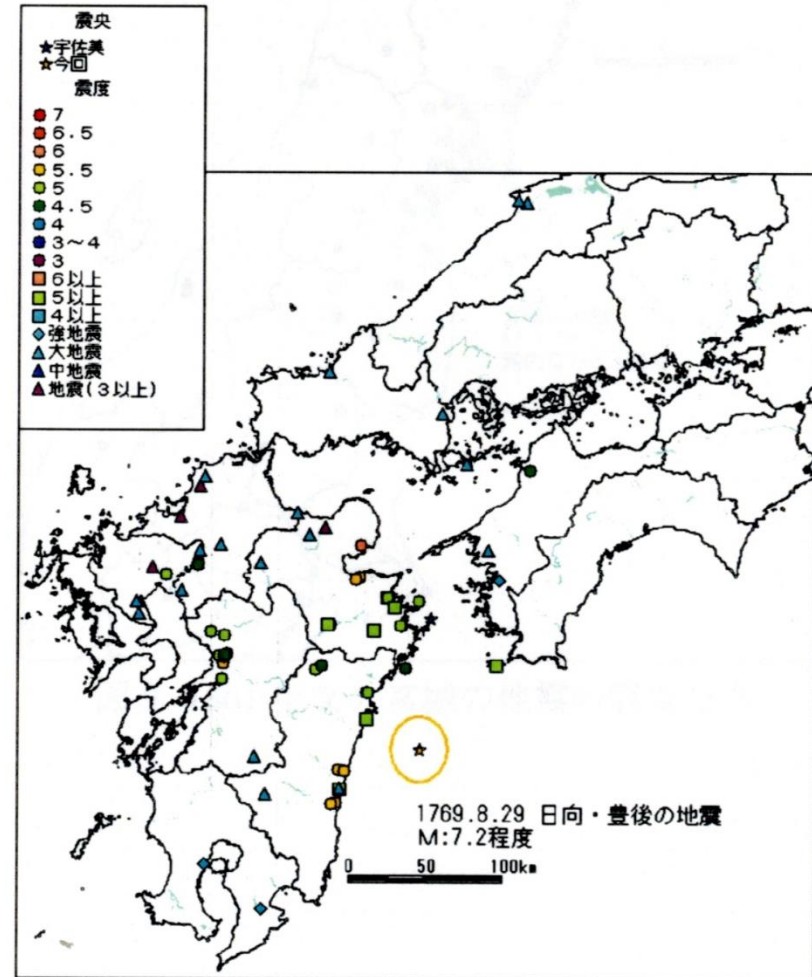 震央
★宇佐美
★今回
震度
7
6.5
6
5.5
5
4.5
4
3~4
3
6以上
5以上
4以上
強地震
大地震
中地震
地震(3以上)
1769.8.29 日向・豊後の地震
M:7.2程度
0 50 100km